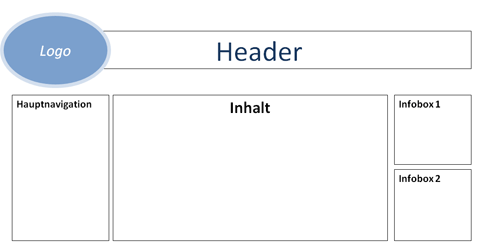 Logo
Header
Hauptnavigation
Inhalt
Infobox 1
Infobox 2